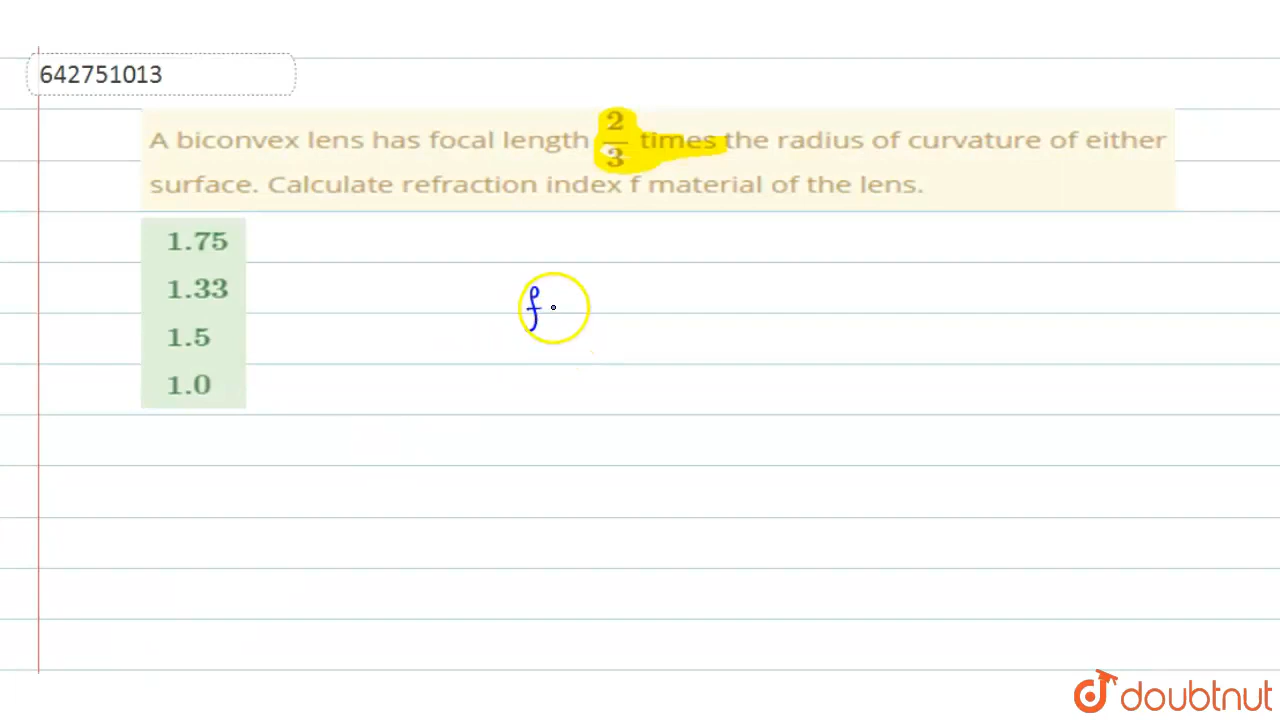 642751013
A biconvex lens has focal length 2/3 times the radius of curvature of either
surface. Calculate refraction index f material of the lens.
1.75
1.33
1.5
1.0
f
doubtnut